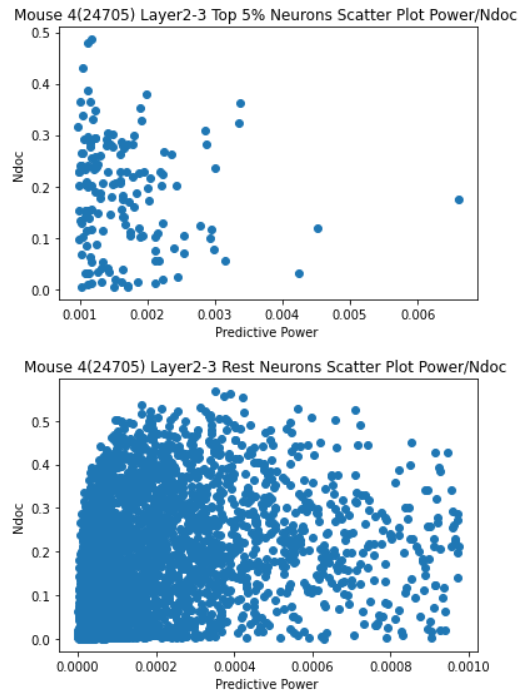 Mouse 4(24705) Layer2-3 Top 5% Neurons Scatter Plot Power/Ndoc
0.5
0.4
0.3
0.2
0.1
0.0
Ndoc
0.001 0.002 0.003 0.004 0.005 0.006
Predictive Power
Mouse 4(24705) Layer2-3 Rest Neurons Scatter Plot Power/Ndoc
0.5
0.4
0.3
0.2
0.1
0.0
Ndoc
0.0000 0.0002 0.0004 0.0006 0.0008 0.0010
Predictive Power